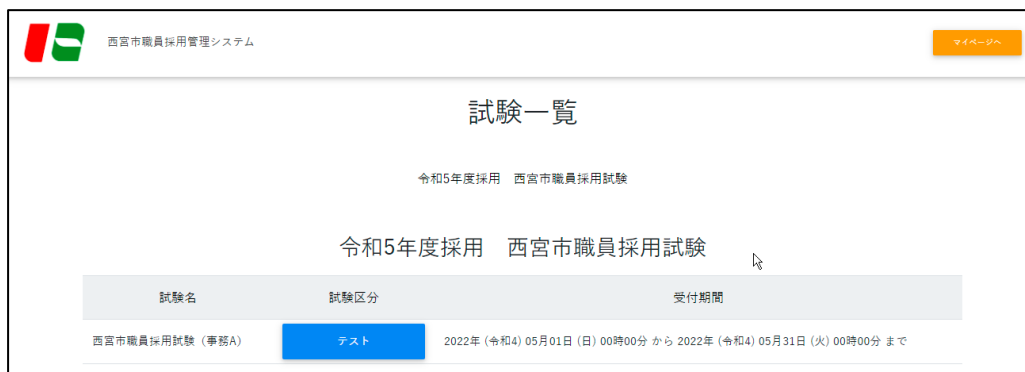 西宮市職員採用管理システム
マイページへ
試験一覧
令和5年度採用　西宮市職員採用試験
令和5年度採用　西宮市職員採用試験
試験名　試験区分　受付期間
西宮市職員採用試験（事務A）　テスト　2022年 (令和4) 05月01日 (日) 00時00分 から 2022年 (令和4) 05月31日 (火) 00時00分 まで